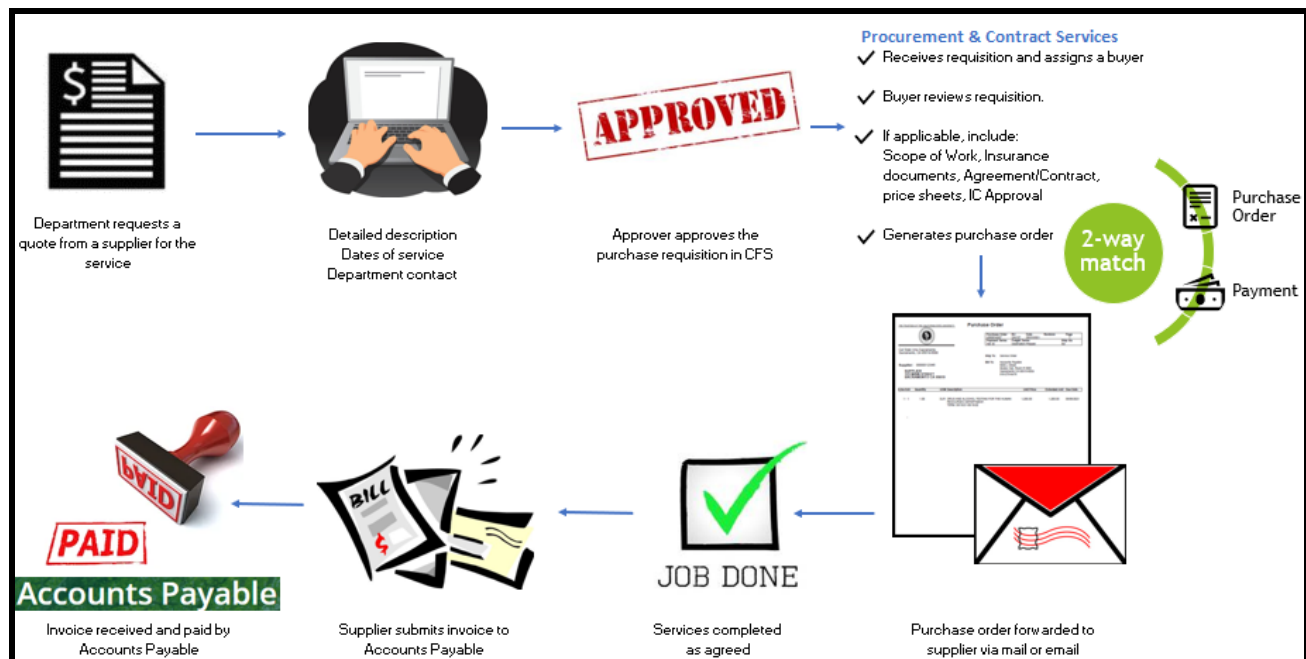 $
Department requests a
quote from a supplier for the
service
Detailed description
Dates of service
Department contact
APPROVED
Approver approves the
purchase requisition in CFS
Procurement & Contract Services
Receives requisition and assigns a buyer
Buyer reviews requisition.
If applicable, include:
Scope of Work, Insurance
documents, Agreement/Contract,
price sheets, IC Approval
Generates purchase order
2-way
match
Purchase
Order
Payment
Purchase Order
Purchase order forwarded to
supplier via mail or email
JOB DONE
Services completed
as agreed
BILL
$
Supplier submits invoice to
Accounts Payable
PAID
PAID
Accounts Payable
Invoice received and paid by
Accounts Payable